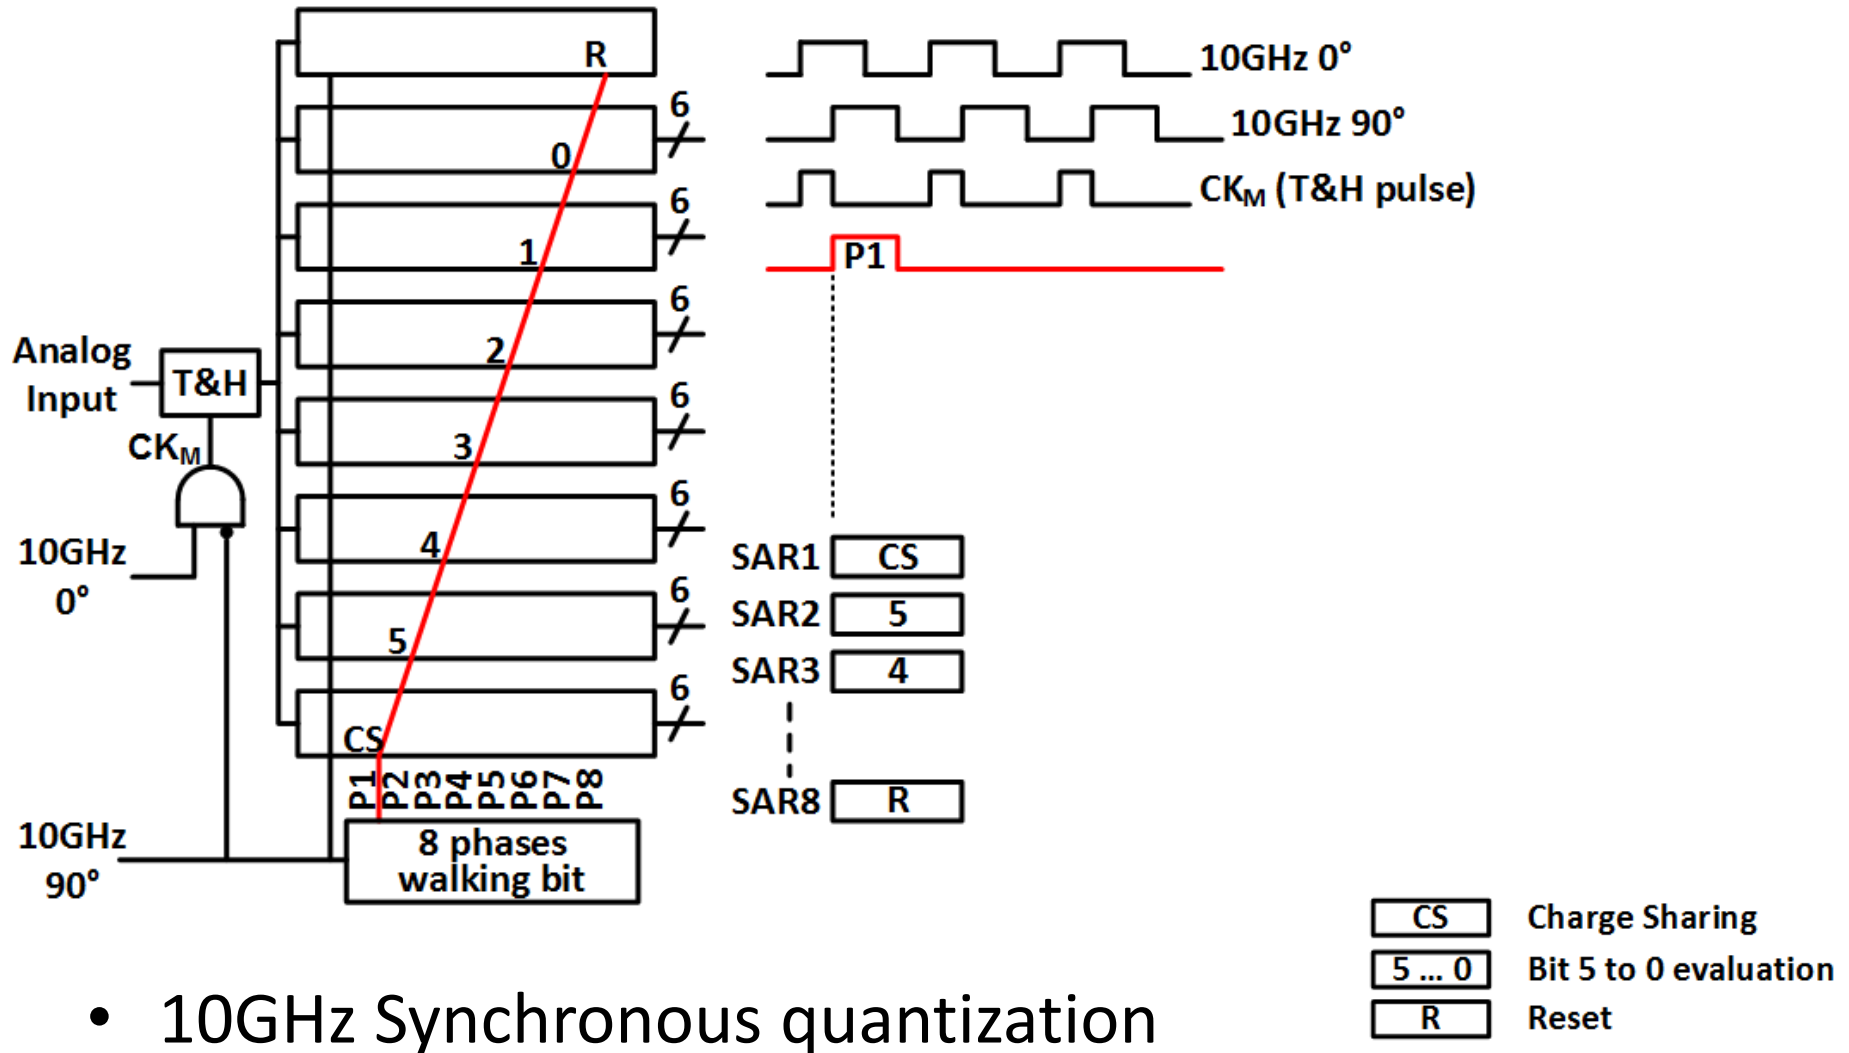 R
6
0
6
1
6
2
6
3
6
4
6
5
6
CS
Analog
Input
T&H
CKM
10GHz
0°
10GHz
90°
P1
P2
P3
P4
P5
P6
P7
P8
8 phases
walking bit
10GHz 0°
10GHz 90°
CKM (T&H pulse)
P1
SAR1 CS
SAR2 5
SAR3 4
SAR8 R
CS Charge Sharing
5 ... 0 Bit 5 to 0 evaluation
R Reset
• 10GHz Synchronous quantization